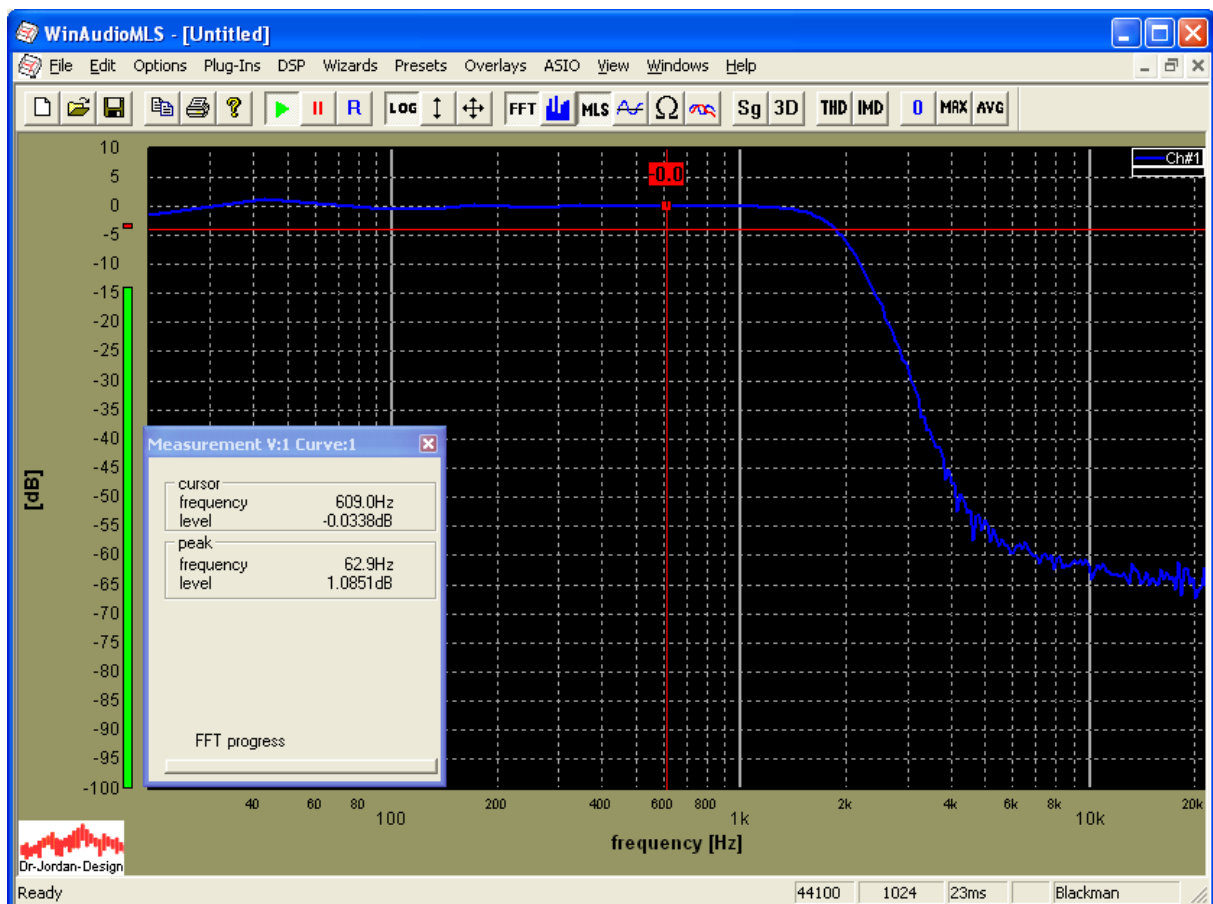 WinAudioMLS - [Untitled]
File Edit Options Plug-Ins DSP Wizards Presets Overlays ASIO View Windows Help
R LOG FFT MLS Ω Sg 3D THD IMD 0 MAX AVG
10
5
0
-5
-10
-15
-20
-25
-30
-35
-40
-45
-50
-55
-60
-65
-70
-75
-80
-85
-90
-95
-100
[dB]
-0.0
Ch#1
Measurement V:1 Curve:1
cursor
frequency 609.0Hz
level -0.0338dB
peak
frequency 62.9Hz
level 1.0851dB
FFT progress
40 60 80 100 200 400 600 800 1k 2k 4k 6k 8k 10k 20k
frequency [Hz]
Dr-Jordan-Design
Ready 44100 1024 23ms Blackman